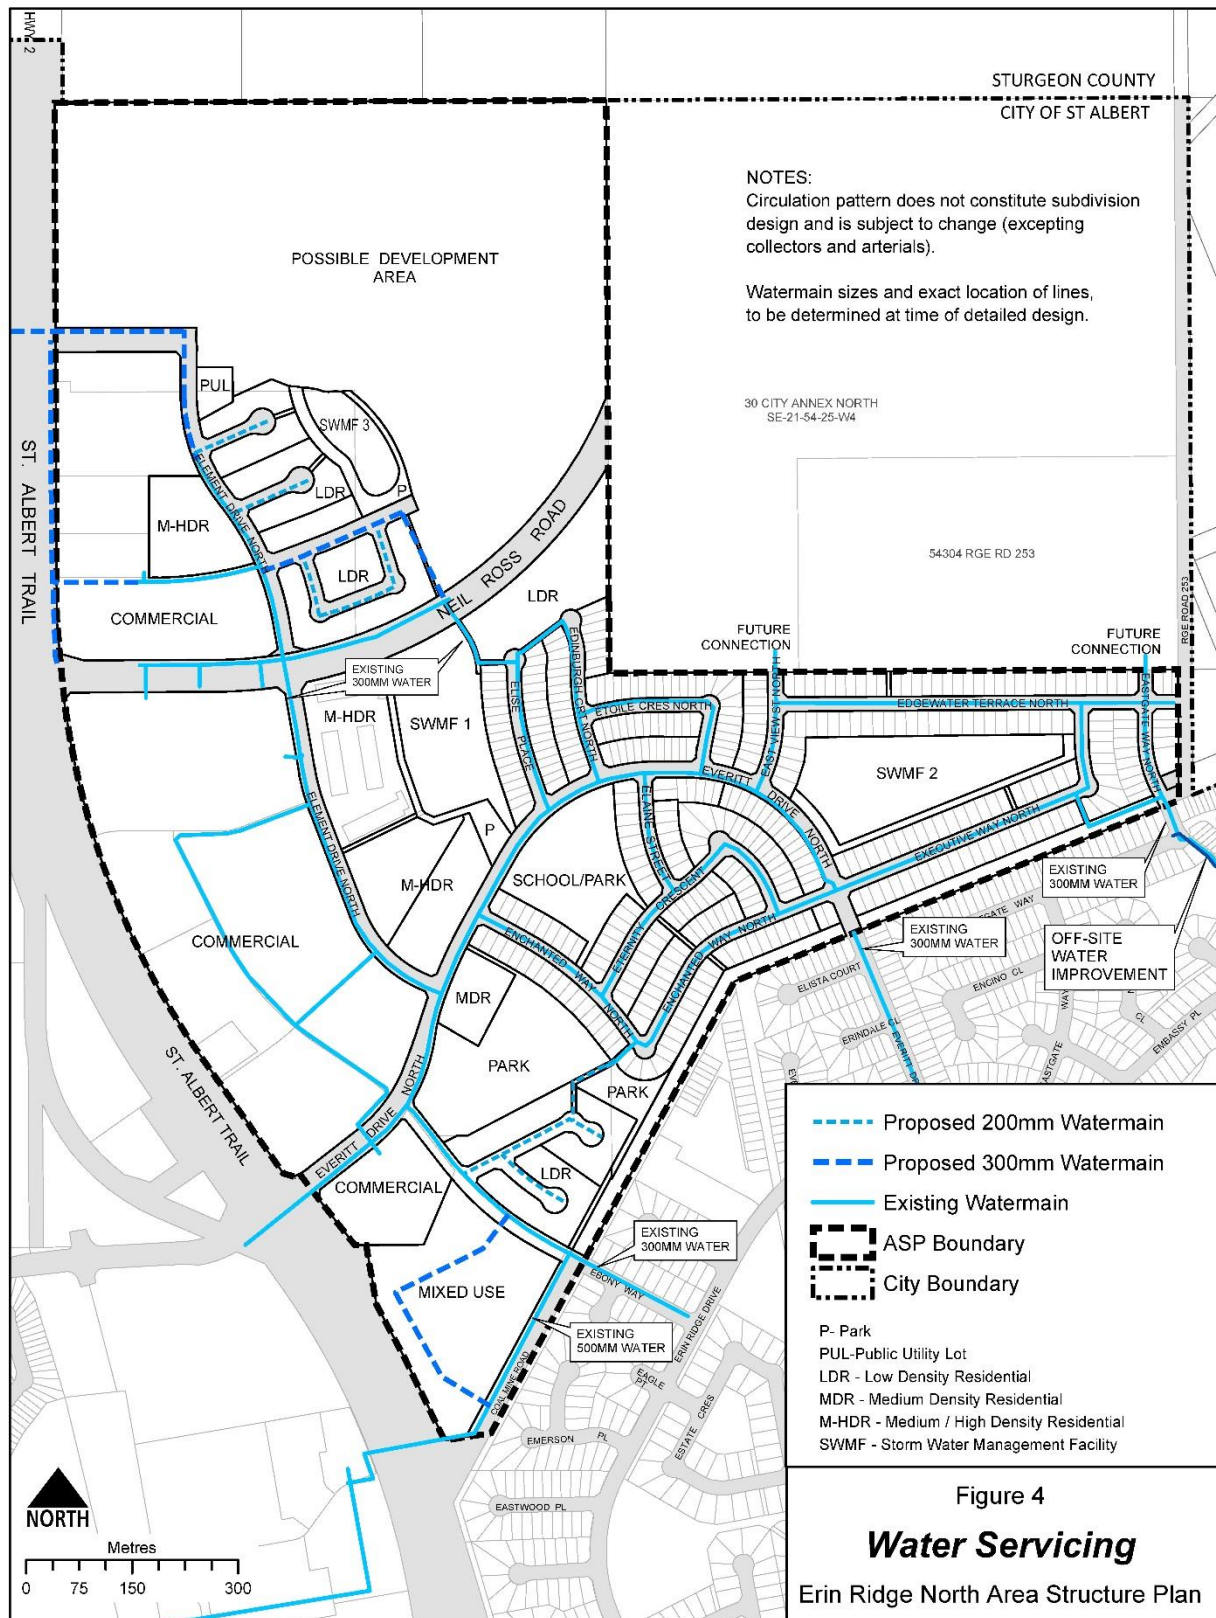 HWY 2
STURGEON COUNTY
CITY OF ST ALBERT
NOTES:
Circulation pattern does not constitute subdivision
design and is subject to change (excepting
collectors and arterials).
Watermain sizes and exact location of lines,
to be determined at time of detailed design.
POSSIBLE DEVELOPMENT
AREA
PUL
SWMF 3
30 CITY ANNEX NORTH
SE-21-54-25-W4
ST. ALBERT TRAIL
ELEMENT DRIVE NORTH
LDR
P
M-HDR
NEIL ROSS ROAD
54304 RGE RD 253
LDR
LDR
COMMERCIAL
RGE ROAD 253
FUTURE
CONNECTION
FUTURE
CONNECTION
EXISTING
300MM WATER
EDINBURGH CRT NORTH
ELISE PLACE
ETOILE CRES NORTH
EAST VIEW ST NORTH
EDGEWATER TERRACE NORTH
EASTGATE WAY NORTH
M-HDR
SWMF 1
SWMF 2
EVERITT DRIVE NORTH
ELAINE STREET
ELEMENT DRIVE NORTH
P
EXECUTIVE WAY NORTH
M-HDR
SCHOOL/PARK
ETERNITY CRESCENT
EXISTING
300MM WATER
COMMERCIAL
ENCHANTED WAY NORTH
ENCHANTED WAY NORTH
EXISTING
300MM WATER
OFF-SITE
WATER
IMPROVEMENT
ELISTA COURT
ENCINO CL
MDR
ERINDALE CL
EMBASSY PL
ST. ALBERT TRAIL
PARK
PARK
EVERITT DRIVE NORTH
LDR
COMMERCIAL
EXISTING
300MM WATER
EBONY WAY
MIXED USE
ERIN RIDGE DRIVE
EXISTING
500MM WATER
COAL MINE ROAD
EAGLE PT
ESTATE CRES
EMERSON PL
EASTWOOD PL
Proposed 200mm Watermain
Proposed 300mm Watermain
Existing Watermain
ASP Boundary
City Boundary
P- Park
PUL-Public Utility Lot
LDR - Low Density Residential
MDR - Medium Density Residential
M-HDR - Medium / High Density Residential
SWMF - Storm Water Management Facility
NORTH
Metres
0 75 150 300
Figure 4
Water Servicing
Erin Ridge North Area Structure Plan